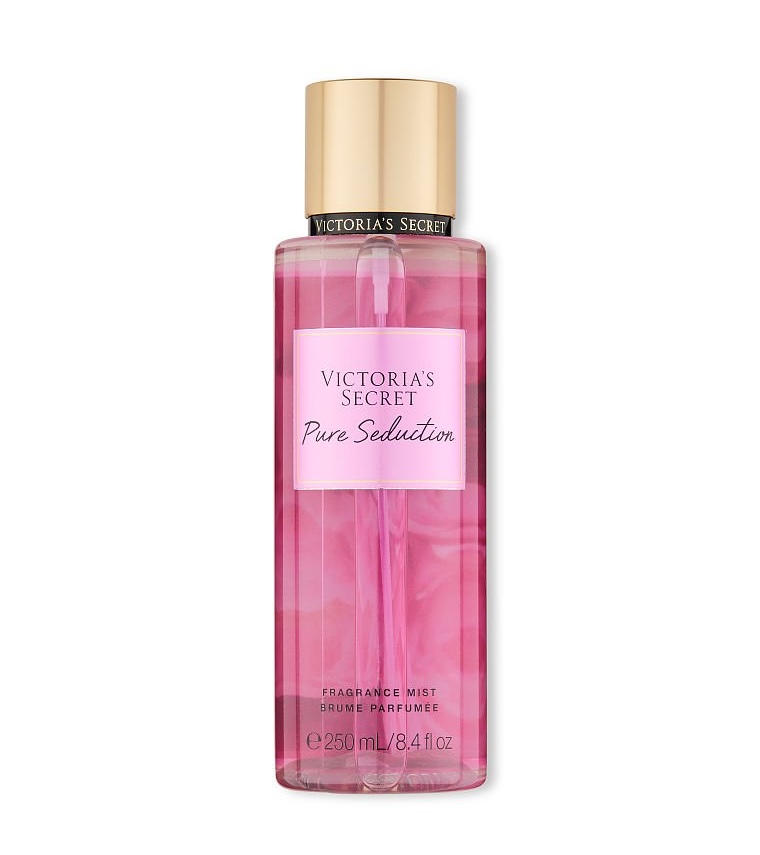 VICTORIA'S SECRET
VICTORIA'S
SECRET
Pure Seduction
FRAGRANCE MIST
BRUME PARFUMÉE
℮250 mL/8.4 fl oz